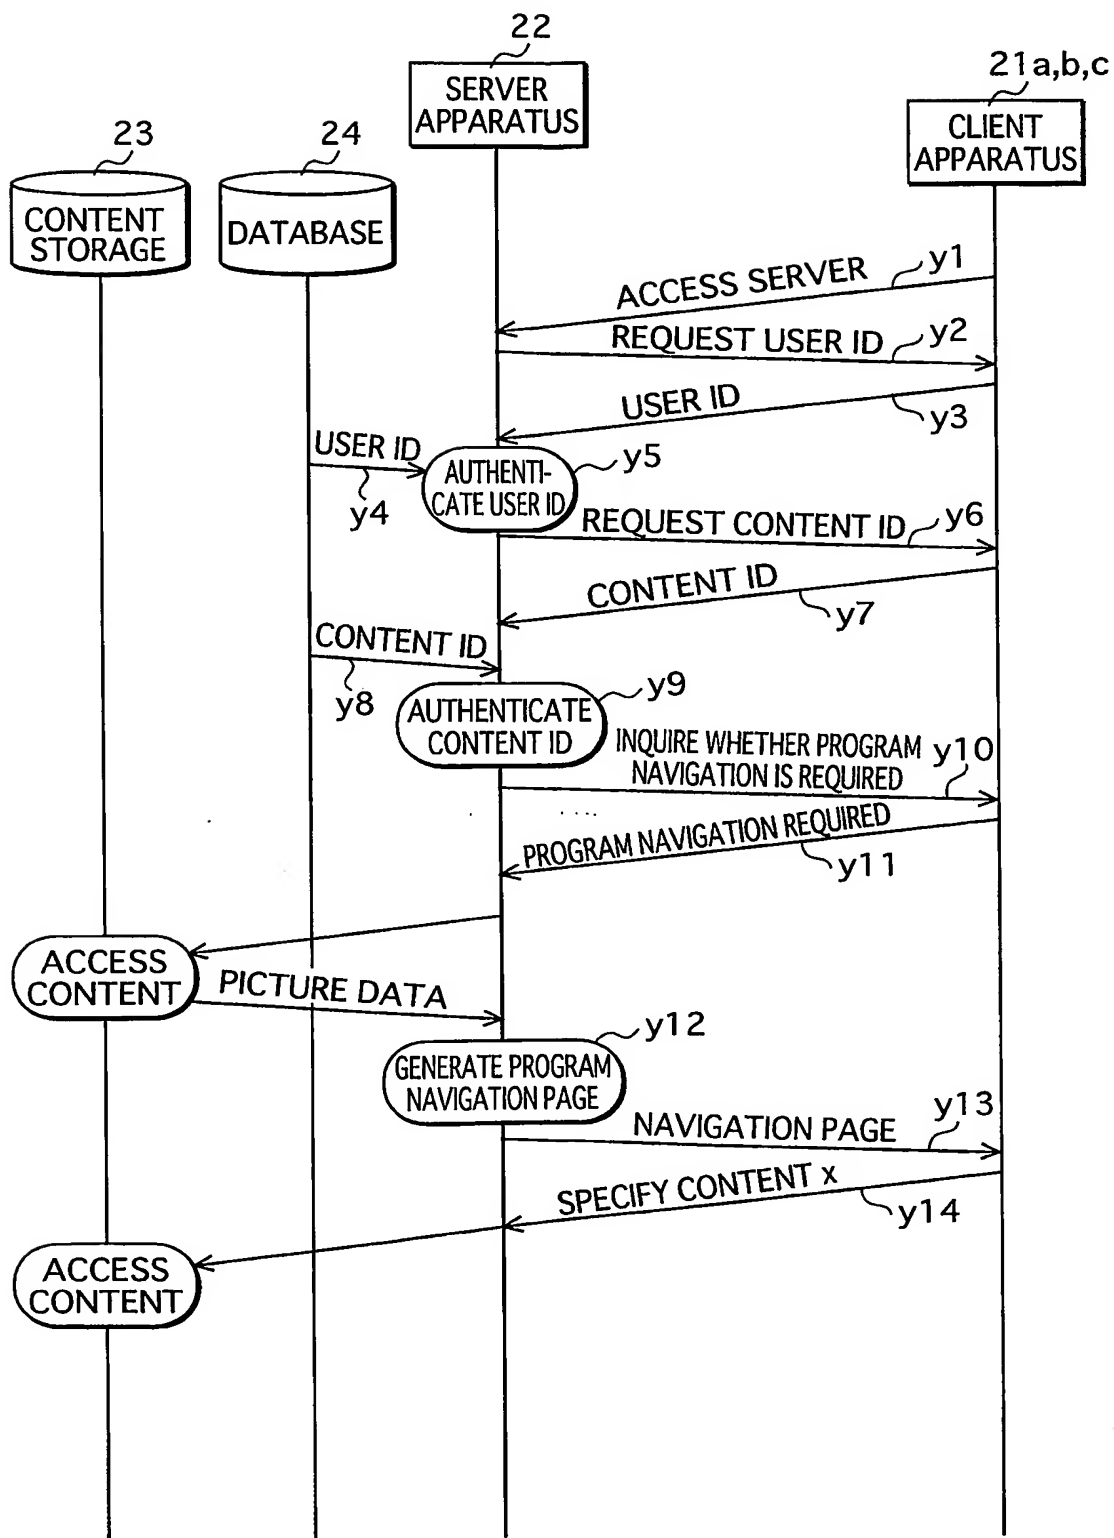 22
SERVER
APPARATUS
21a,b,c
CLIENT
APPARATUS
23
CONTENT
STORAGE
24
DATABASE
ACCESS SERVER
y1
REQUEST USER ID
y2
USER ID
y3
USER ID
y4
AUTHENTI-
CATE USER ID
y5
REQUEST CONTENT ID
y6
CONTENT ID
y7
CONTENT ID
y8
AUTHENTICATE
CONTENT ID
y9
INQUIRE WHETHER PROGRAM
NAVIGATION IS REQUIRED
y10
PROGRAM NAVIGATION REQUIRED
y11
ACCESS
CONTENT
PICTURE DATA
GENERATE PROGRAM
NAVIGATION PAGE
y12
NAVIGATION PAGE
y13
SPECIFY CONTENT x
y14
ACCESS
CONTENT